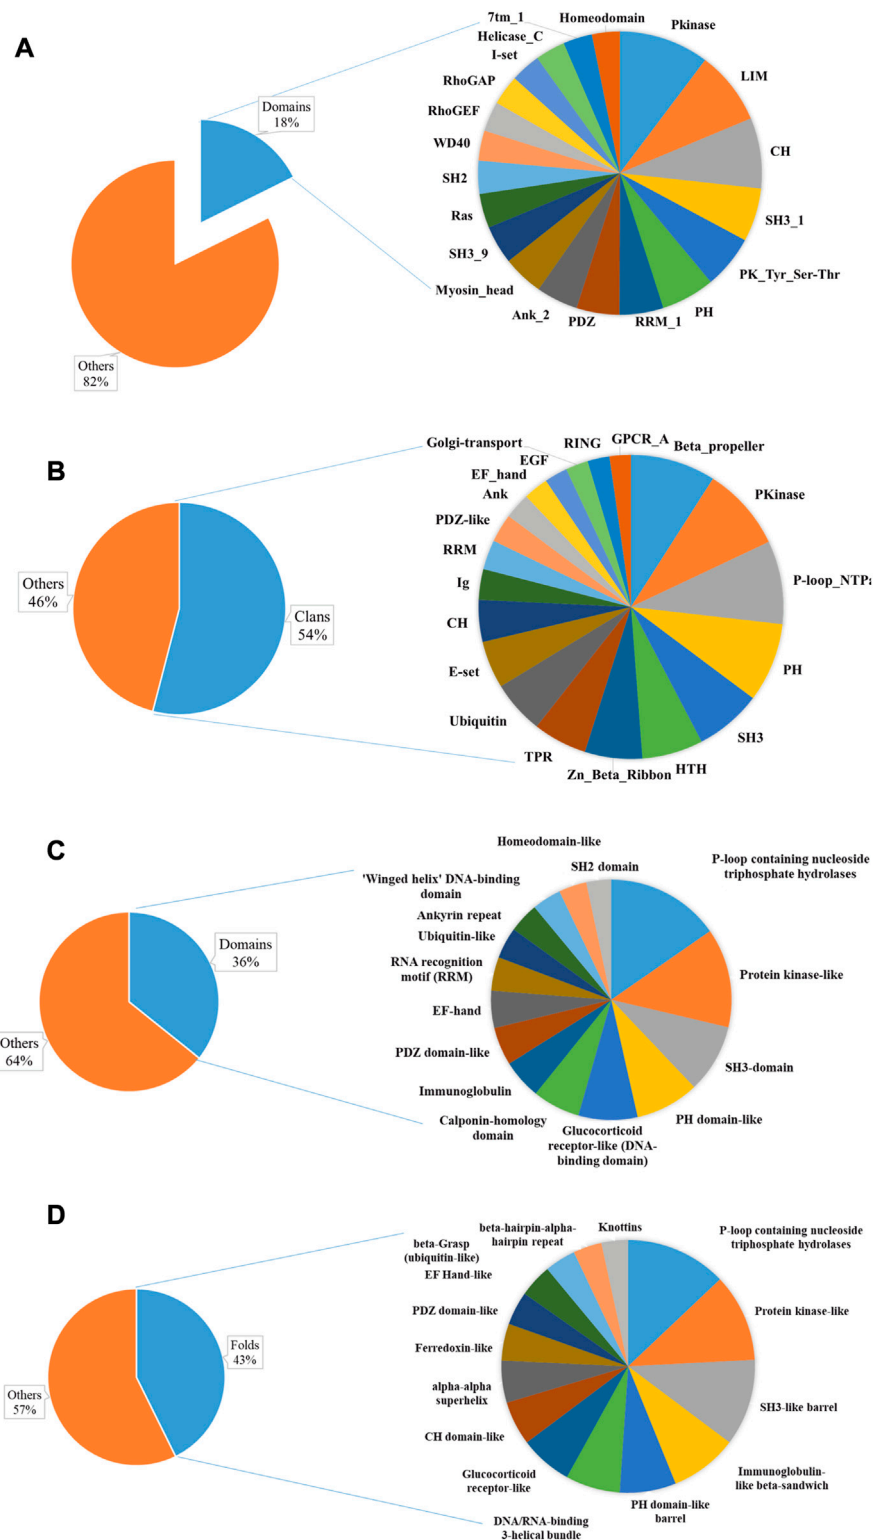 A
7tm_1
Homeodomain
Pkinase
Helicase_C
I-set
LIM
RhoGAP
Domains
18%
RhoGEF
WD40
CH
SH2
Ras
SH3_1
SH3_9
PK_Tyr_Ser-Thr
Myosin_head
Ank_2
PDZ
RRM_1
PH
Others
82%
B
Golgi-transport
RING
GPCR_A
Beta_propeller
EGF
EF_hand
Ank
PKinase
PDZ-like
RRM
Others
46%
Ig
P-loop_NTPa
Clans
54%
CH
E-set
PH
Ubiquitin
SH3
TPR
Zn_Beta_Ribbon
HTH
C
Homeodomain-like
SH2 domain
P-loop containing nucleoside
triphosphate hydrolases
'Winged helix' DNA-binding
domain
Ankyrin repeat
Ubiquitin-like
Domains
36%
RNA recognition
motif (RRM)
Protein kinase-like
EF-hand
Others
64%
PDZ domain-like
SH3-domain
Immunoglobulin
Calponin-homology
domain
Glucocorticoid
receptor-like (DNA-
binding domain)
PH domain-like
D
beta-hairpin-alpha-
hairpin repeat
Knottins
P-loop containing nucleoside
triphosphate hydrolases
beta-Grasp
(ubiquitin-like)
EF Hand-like
PDZ domain-like
Protein kinase-like
Folds
43%
Ferredoxin-like
Others
57%
alpha-alpha
superhelix
SH3-like barrel
CH domain-like
Glucocorticoid
receptor-like
Immunoglobulin-
like beta-sandwich
PH domain-like
barrel
DNA/RNA-binding
3-helical bundle